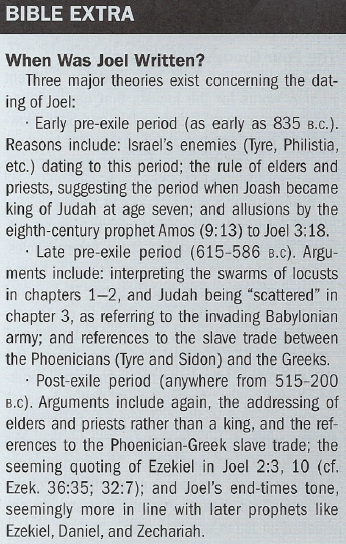 BIBLE EXTRA
When Was Joel Written?
Three major theories exist concerning the dat-
ing of Joel:
· Early pre-exile period (as early as 835 B.C.).
Reasons include: Israel's enemies (Tyre, Philistia,
etc.) dating to this period; the rule of elders and
priests, suggesting the period when Joash became
king of Judah at age seven; and allusions by the
eighth-century prophet Amos (9:13) to Joel 3:18.
· Late pre-exile period (615-586 B.C). Argu-
ments include: interpreting the swarms of locusts
in chapters 1–2, and Judah being "scattered" in
chapter 3, as referring to the invading Babylonian
army; and references to the slave trade between
the Phoenicians (Tyre and Sidon) and the Greeks.
· Post-exile period (anywhere from 515-200
B.C). Arguments include again, the addressing of
elders and priests rather than a king, and the ref-
erences to the Phoenician-Greek slave trade; the
seeming quoting of Ezekiel in Joel 2:3, 10 (cf.
Ezek. 36:35; 32:7); and Joel's end-times tone,
seemingly more in line with later prophets like
Ezekiel, Daniel, and Zechariah.